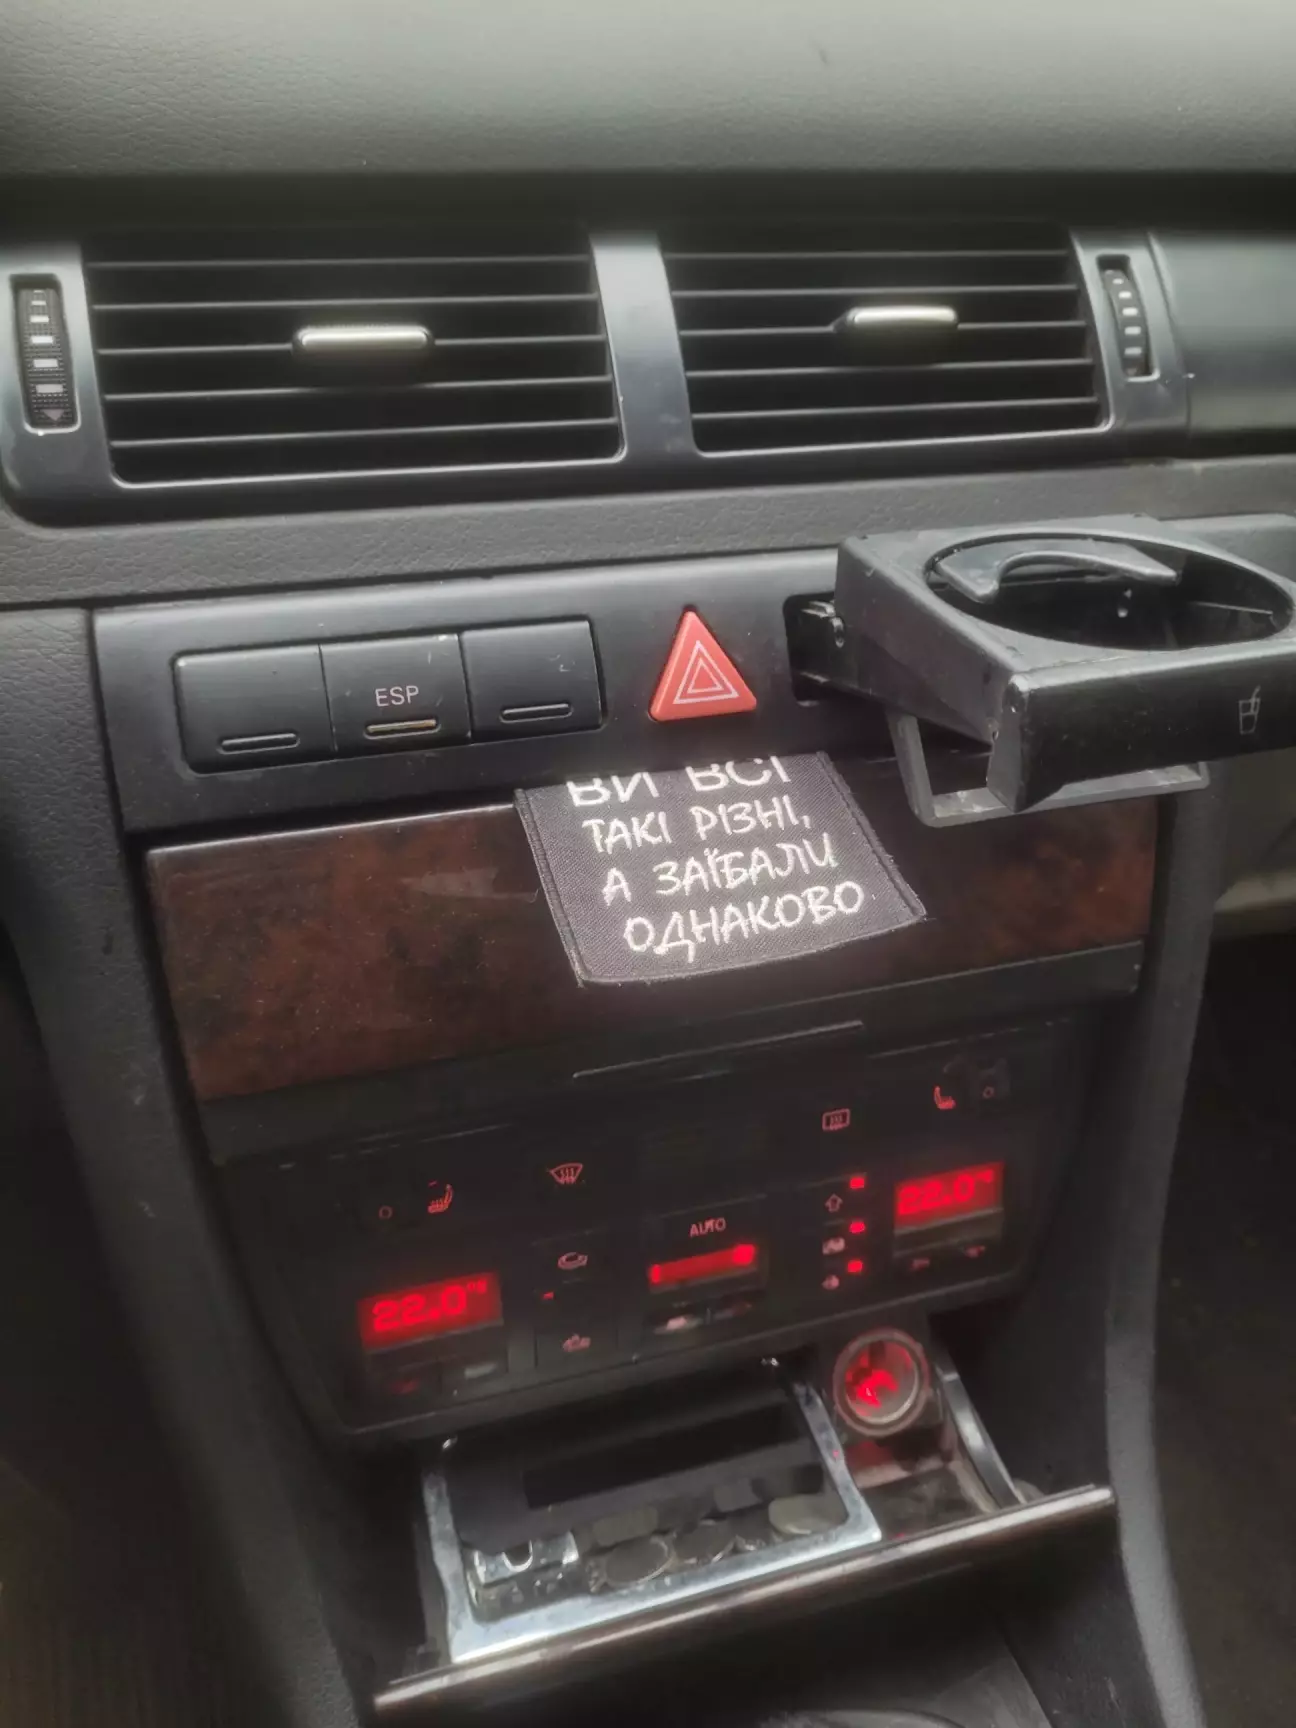 ESP
ВИ ВСІ
ТАКІ РІЗНІ,
А ЗАЇБАЛИ
ОДНАКОВО
AUTO
22.0°
22.0°